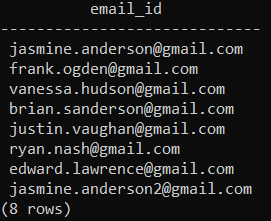 email_id
-----------------------------
jasmine.anderson@gmail.com
frank.ogden@gmail.com
vanessa.hudson@gmail.com
brian.sanderson@gmail.com
justin.vaughan@gmail.com
ryan.nash@gmail.com
edward.lawrence@gmail.com
jasmine.anderson2@gmail.com
(8 rows)